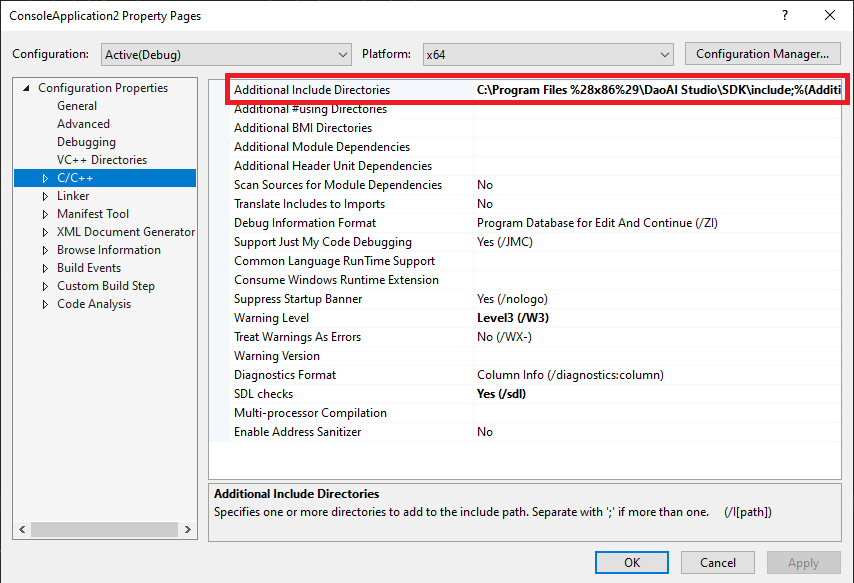 ConsoleApplication2 Property Pages
Configuration: Active(Debug) Platform: x64 Configuration Manager...
Configuration Properties
General
Advanced
Debugging
VC++ Directories
C/C++
Linker
Manifest Tool
XML Document Generator
Browse Information
Build Events
Custom Build Step
Code Analysis
Additional Include Directories C:\Program Files %28x86%29\DaoAI Studio\SDK\include;%(Additi
Additional #using Directories
Additional BMI Directories
Additional Module Dependencies
Additional Header Unit Dependencies
Scan Sources for Module Dependencies No
Translate Includes to Imports No
Debug Information Format Program Database for Edit And Continue (/ZI)
Support Just My Code Debugging Yes (/JMC)
Common Language RunTime Support
Consume Windows Runtime Extension
Suppress Startup Banner Yes (/nologo)
Warning Level Level3 (/W3)
Treat Warnings As Errors No (/WX-)
Warning Version
Diagnostics Format Column Info (/diagnostics:column)
SDL checks Yes (/sdl)
Multi-processor Compilation
Enable Address Sanitizer No
Additional Include Directories
Specifies one or more directories to add to the include path. Separate with ';' if more than one. (/I[path])
OK Cancel Apply